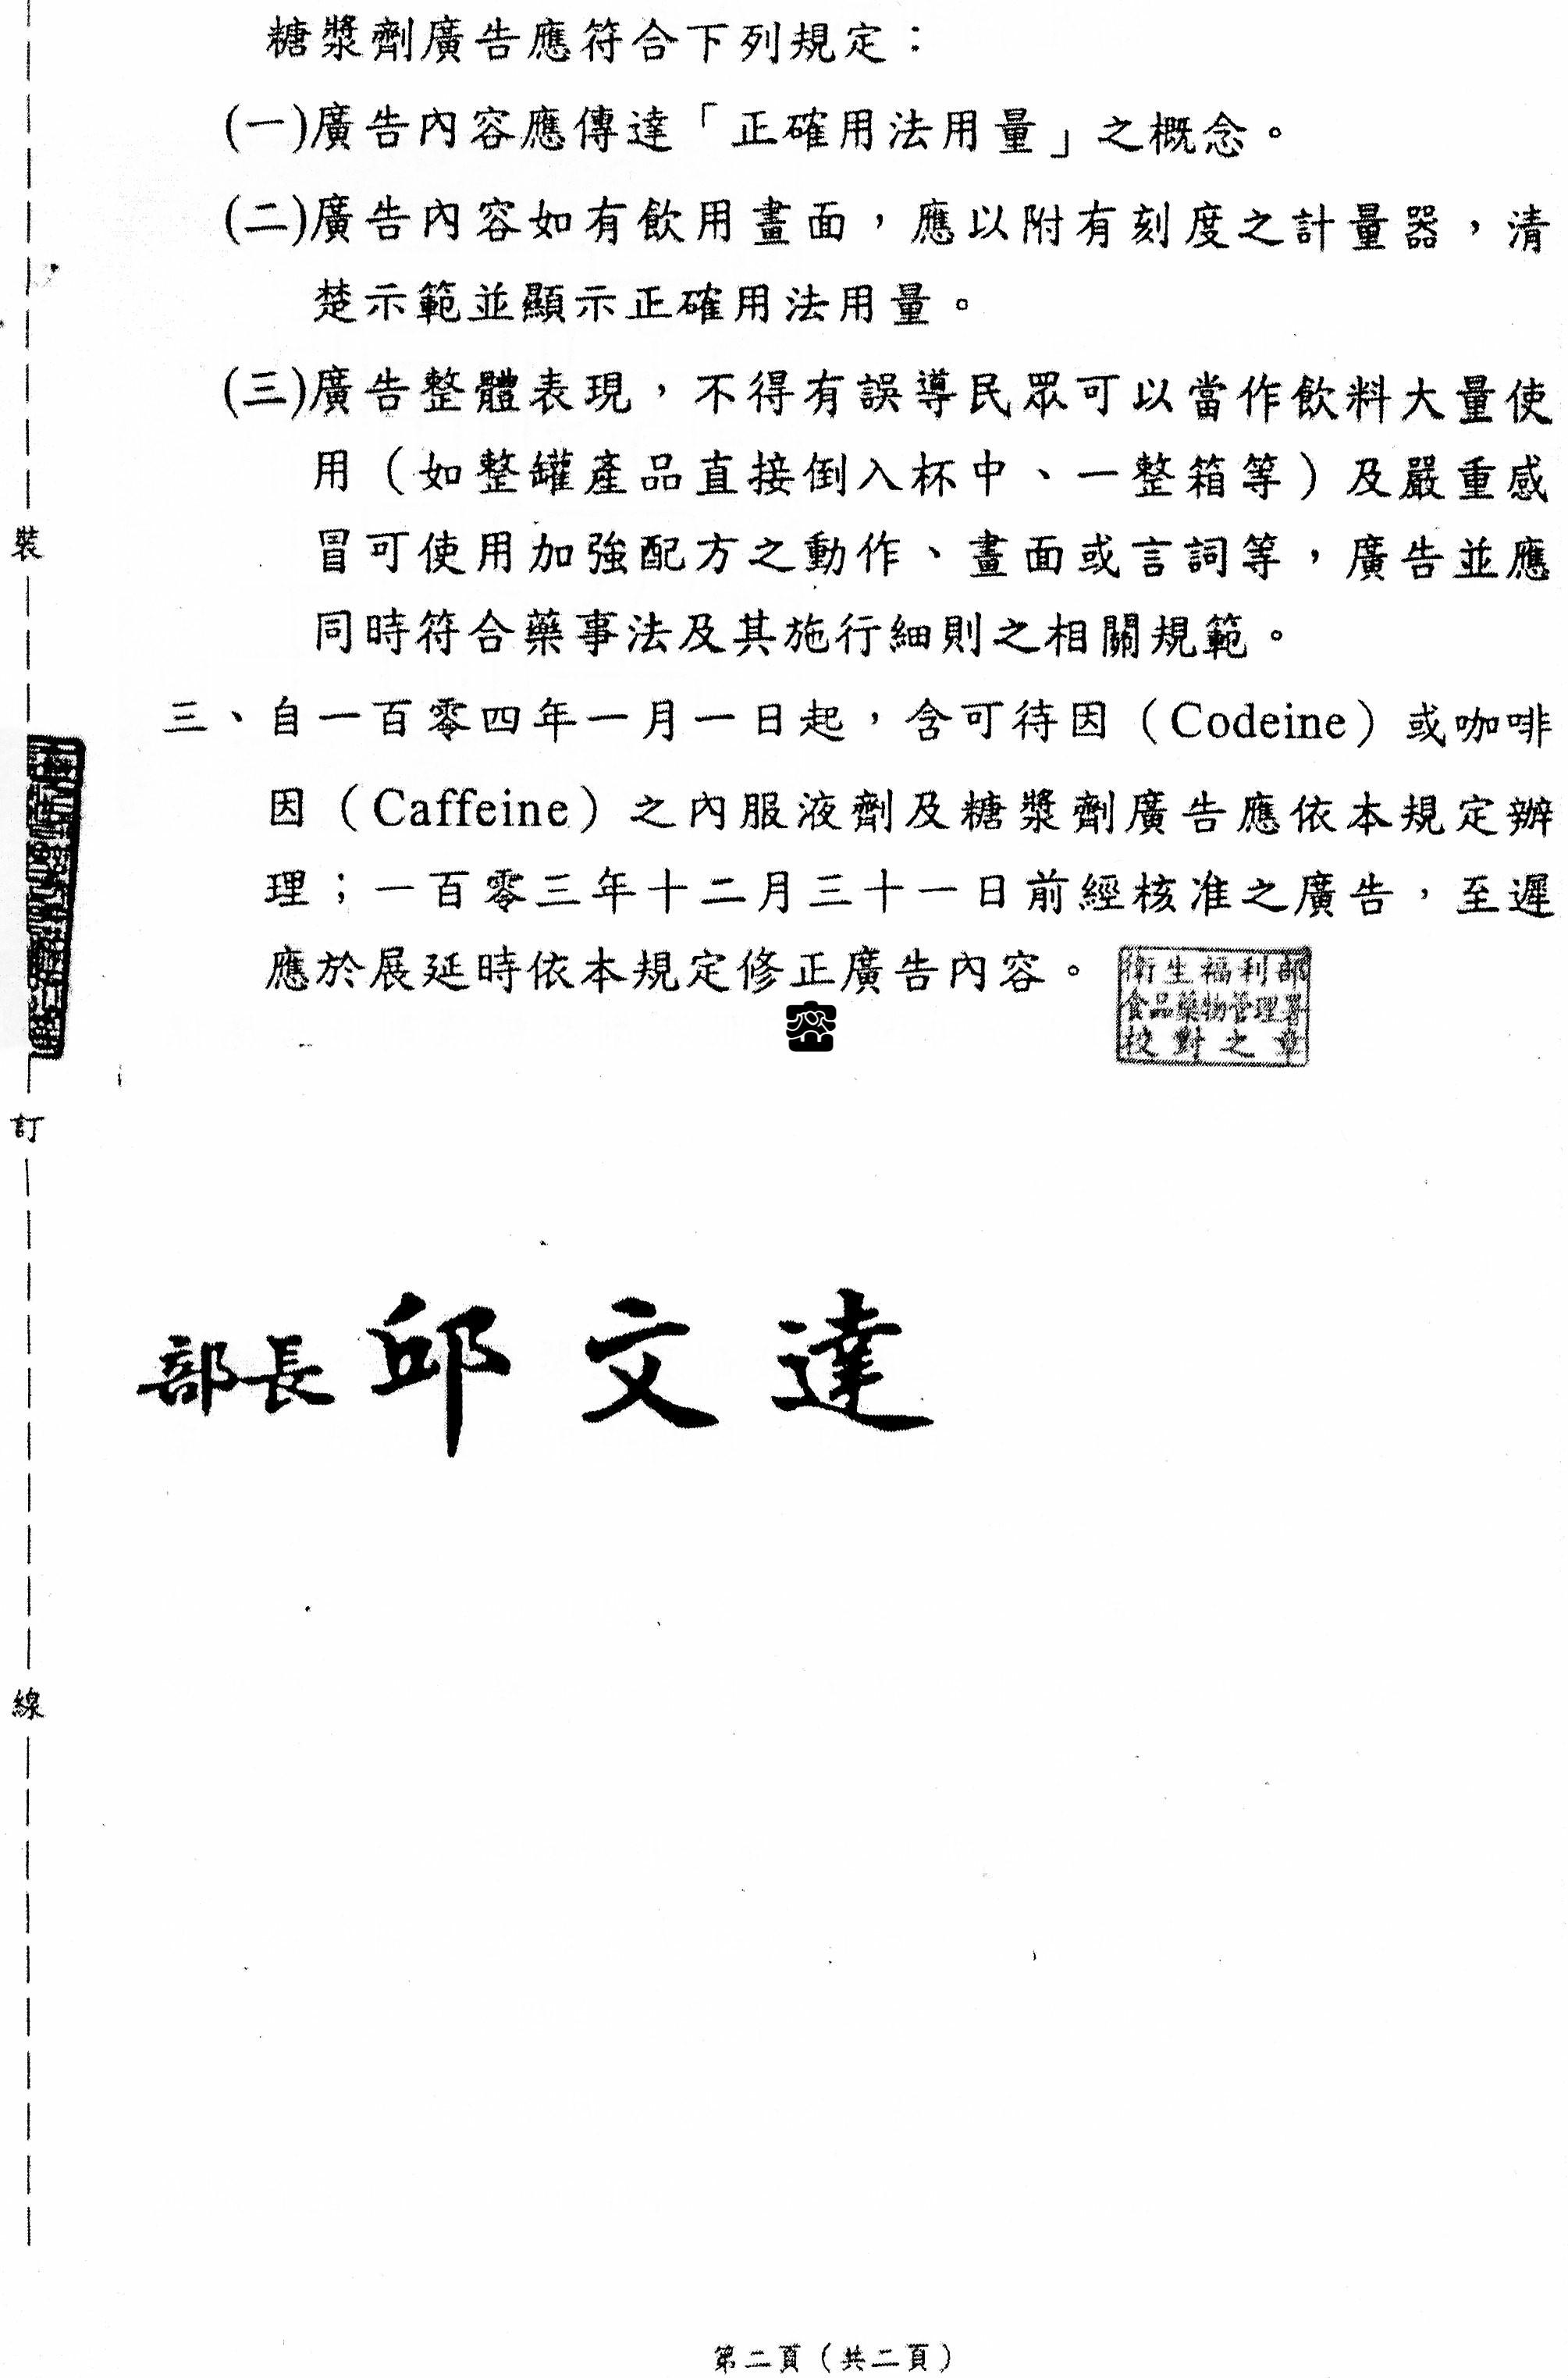 糖漿劑廣告應符合下列規定：
(一)廣告內容應傳達「正確用法用量」之概念。
(二)廣告內容如有飲用畫面，應以附有刻度之計量器，清
楚示範並顯示正確用法用量。
(三)廣告整體表現，不得有誤導民眾可以當作飲料大量使
用（如整罐產品直接倒入杯中、一整箱等）及嚴重感
冒可使用加強配方之動作、畫面或言詞等，廣告並應
同時符合藥事法及其施行細則之相關規範。
三、自一百零四年一月一日起，含可待因（Codeine）或咖啡
因（Caffeine）之內服液劑及糖漿劑廣告應依本規定辦
理；一百零三年十二月三十一日前經核准之廣告，至遲
應於展延時依本規定修正廣告內容。
衛生福利部
食品藥物管理署
校對之章
裝
訂
線
部長 邱文達
第二頁（共二頁）